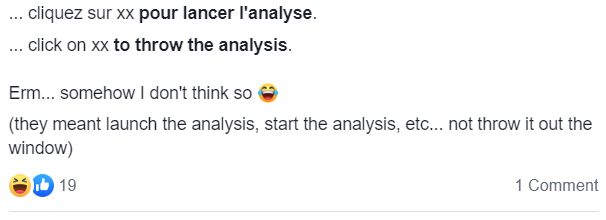 ... cliquez sur xx pour lancer l'analyse.
... click on xx to throw the analysis.
Erm... somehow I don't think so 😂
(they meant launch the analysis, start the analysis, etc... not throw it out the
window)
19 1 Comment